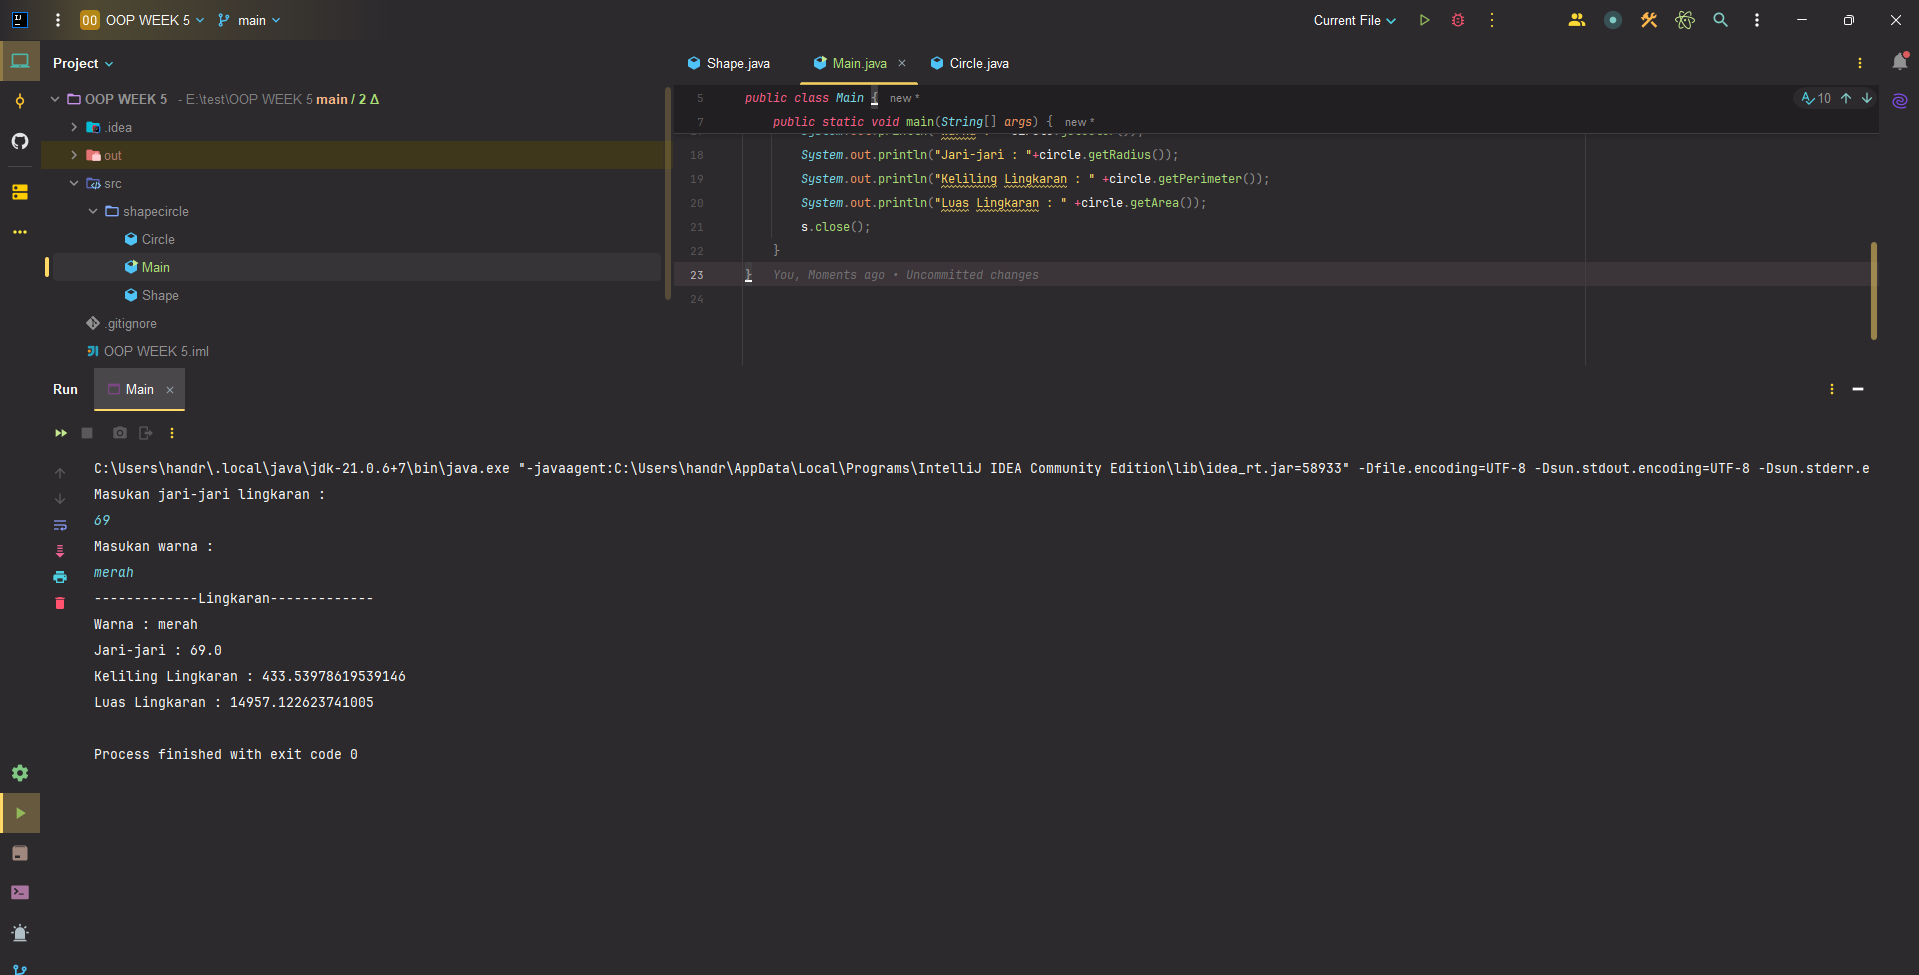 OO OOP WEEK 5 main Current File
Project
Shape.java Main.java Circle.java
OOP WEEK 5 - E:\test\OOP WEEK 5 main / 2 Δ
.idea
out
src
shapecircle
Circle
Main
Shape
.gitignore
OOP WEEK 5.iml
5 public class Main { new *
7 public static void main(String[] args) { new *
10
18 System.out.println("Jari-jari : "+circle.getRadius());
19 System.out.println("Keliling Lingkaran : " +circle.getPerimeter());
20 System.out.println("Luas Lingkaran : " +circle.getArea());
21 s.close();
22 }
23 } You, Moments ago • Uncommitted changes
24
Run Main
C:\Users\handr\.local\java\jdk-21.0.6+7\bin\java.exe "-javaagent:C:\Users\handr\AppData\Local\Programs\IntelliJ IDEA Community Edition\lib\idea_rt.jar=58933" -Dfile.encoding=UTF-8 -Dsun.stdout.encoding=UTF-8 -Dsun.stderr.e
Masukan jari-jari lingkaran :
69
Masukan warna :
merah
-------------Lingkaran-------------
Warna : merah
Jari-jari : 69.0
Keliling Lingkaran : 433.53978619539146
Luas Lingkaran : 14957.122623741005
Process finished with exit code 0